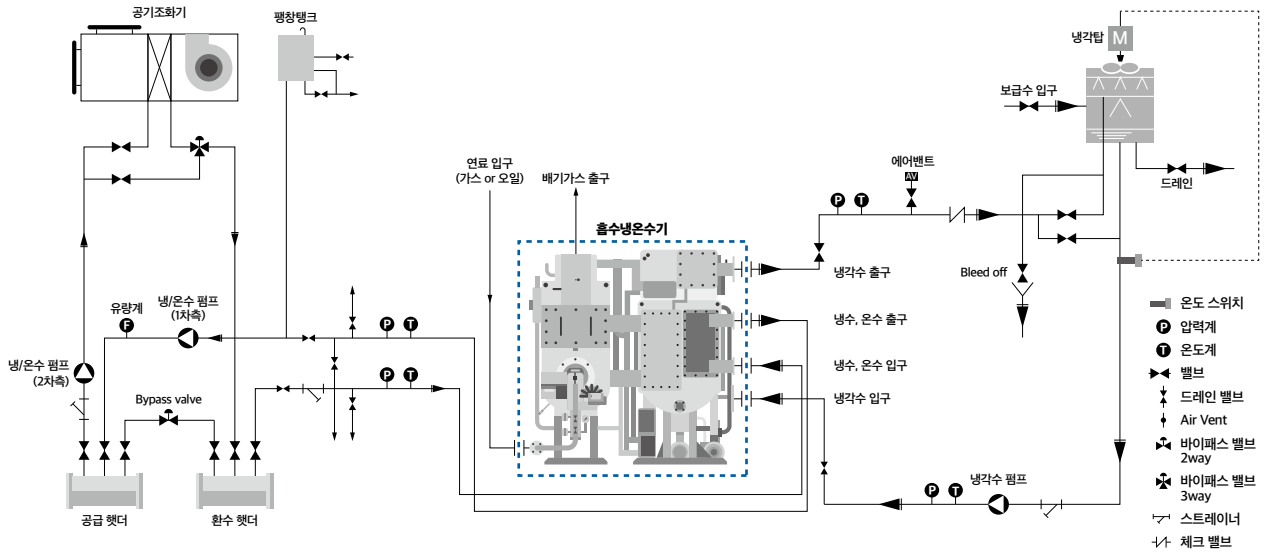 공기조화기
팽창탱크
M
냉각탑
보급수 입구
드레인
연료 입구
(가스 or 오일)
배기가스 출구
에어밴트
AV
P
T
흡수냉온수기
냉각수 출구
냉수, 온수 출구
냉수, 온수 입구
냉각수 입구
Bleed off
유량계
F
냉/온수 펌프
(1차측)
P
T
냉/온수 펌프
(2차측)
P
T
Bypass valve
공급 햇더
환수 햇더
냉각수 펌프
P
T
온도 스위치
P 압력계
T 온도계
밸브
드레인 밸브
Air Vent
바이패스 밸브
2way
바이패스 밸브
3way
스트레이너
체크 밸브